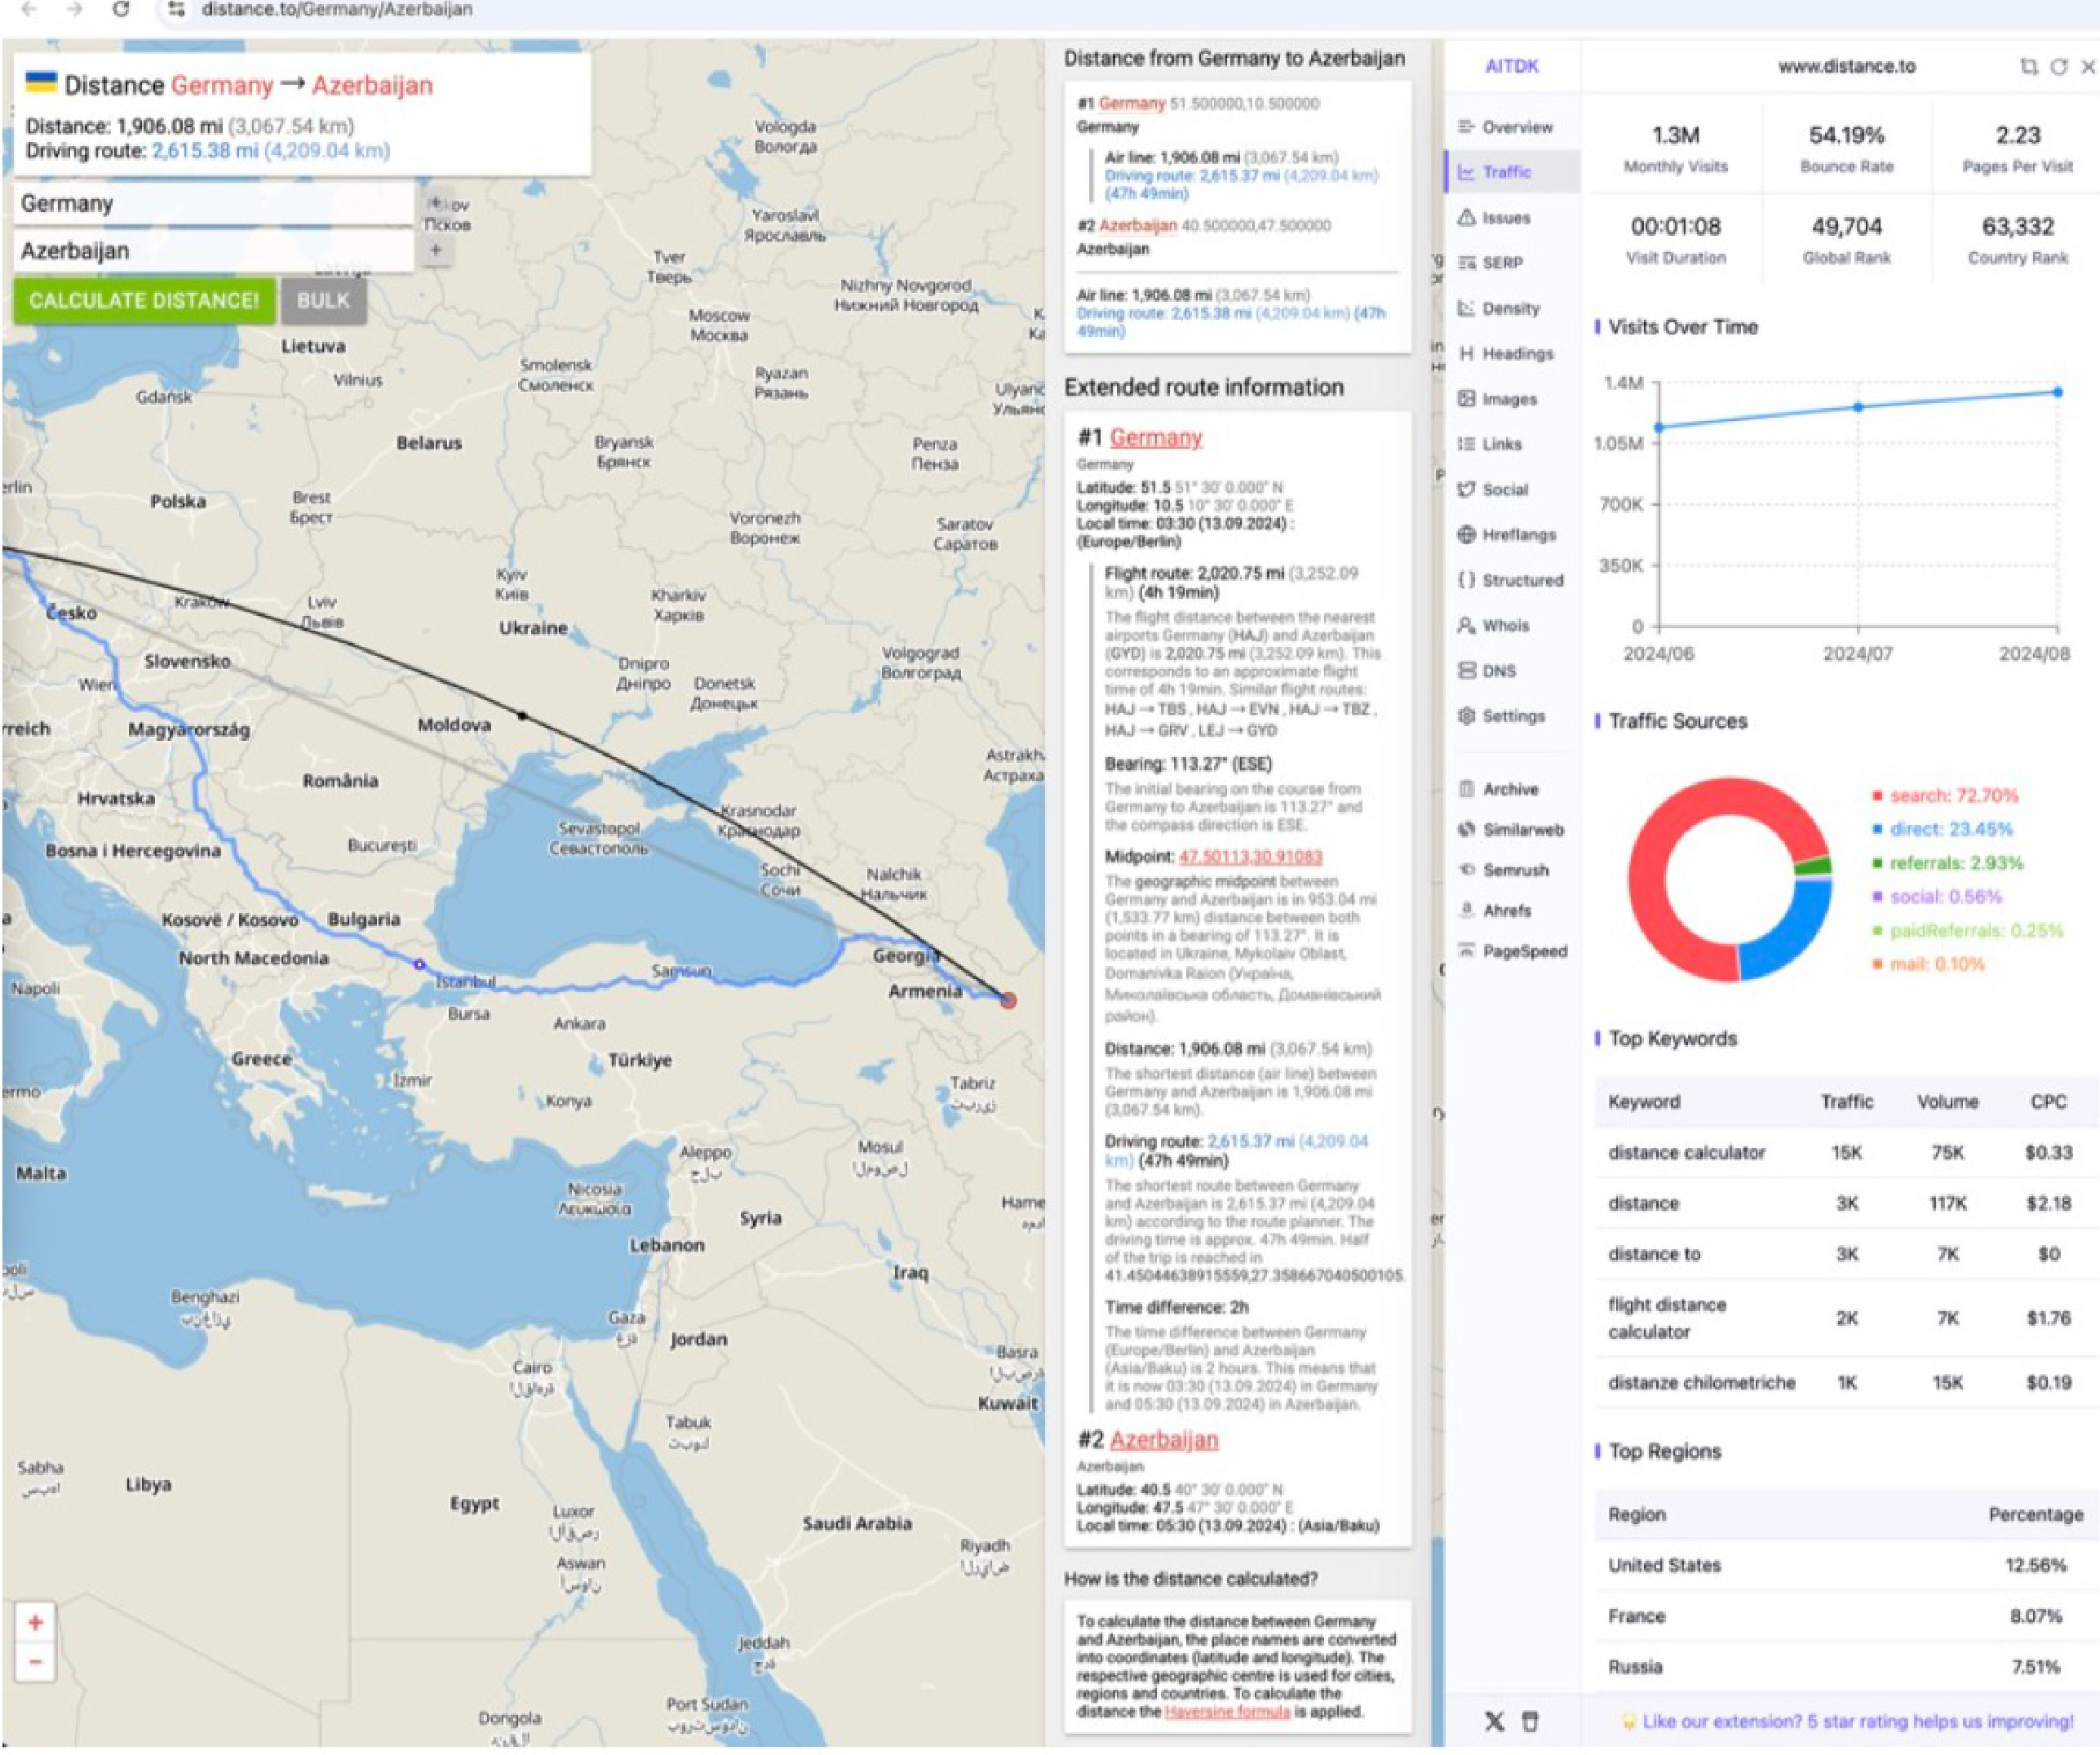 distance.to/Germany/Azerbaijan
Distance Germany → Azerbaijan
Distance: 1,906.08 mi (3,067.54 km)
Driving route: 2,615.38 mi (4,209.04 km)
Germany
+
Azerbaijan
+
CALCULATE DISTANCE!
BULK
Псков
Latvija
Vologda
Вологда
Yaroslavl
Ярославль
Tver
Тверь
Nizhny Novgorod
Нижний Новгород
Moscow
Москва
Lietuva
Vilnius
Smolensk
Смоленск
Ryazan
Рязань
Gdańsk
Belarus
Bryansk
Брянск
Penza
Пенза
Polska
Brest
Брест
Voronezh
Воронеж
Saratov
Саратов
Česko
Kraków
Lviv
Львів
Kyiv
Київ
Kharkiv
Харків
Ukraine
Slovensko
Wien
Dnipro
Дніпро
Donetsk
Донецьк
Volgograd
Волгоград
Magyarország
Moldova
România
Hrvatska
Krasnodar
Краснодар
Sevastopol
Севастополь
Bosna i Hercegovina
București
Sochi
Сочи
Nalchik
Нальчик
Kosovë / Kosovo
Bulgaria
North Macedonia
Georgia
Napoli
İstanbul
Samsun
Armenia
Bursa
Ankara
Greece
İzmir
Türkiye
Konya
Tabriz
تبریز
Malta
Aleppo
حلب
Mosul
الموصل
Nicosia
Λευκωσία
Syria
Lebanon
Iraq
Benghazi
بنغازي
Gaza
غزة
Jordan
Cairo
القاهرة
Basra
البصرة
Kuwait
Tabuk
تبوك
Sabha
سبها
Libya
Egypt
Luxor
الأقصر
Saudi Arabia
Aswan
أسوان
Riyadh
الرياض
Jeddah
جدة
Port Sudan
بورتسودان
Dongola
+
−
Distance from Germany to Azerbaijan
#1 Germany 51.500000,10.500000
Germany
Air line: 1,906.08 mi (3,067.54 km)
Driving route: 2,615.37 mi (4,209.04 km)
(47h 49min)
#2 Azerbaijan 40.500000,47.500000
Azerbaijan
Air line: 1,906.08 mi (3,067.54 km)
Driving route: 2,615.38 mi (4,209.04 km) (47h
49min)
Extended route information
#1 Germany
Germany
Latitude: 51.5 51° 30' 0.000" N
Longitude: 10.5 10° 30' 0.000" E
Local time: 03:30 (13.09.2024) :
(Europe/Berlin)
Flight route: 2,020.75 mi (3,252.09
km) (4h 19min)
The flight distance between the nearest
airports Germany (HAJ) and Azerbaijan
(GYD) is 2,020.75 mi (3,252.09 km). This
corresponds to an approximate flight
time of 4h 19min. Similar flight routes:
HAJ → TBS , HAJ → EVN , HAJ → TBZ ,
HAJ → GRV , LEJ → GYD
Bearing: 113.27° (ESE)
The initial bearing on the course from
Germany to Azerbaijan is 113.27° and
the compass direction is ESE.
Midpoint: 47.50113,30.91083
The geographic midpoint between
Germany and Azerbaijan is in 953.04 mi
(1,533.77 km) distance between both
points in a bearing of 113.27°. It is
located in Ukraine, Mykolaiv Oblast,
Domanivka Raion (Україна,
Миколаївська область, Доманівський
район).
Distance: 1,906.08 mi (3,067.54 km)
The shortest distance (air line) between
Germany and Azerbaijan is 1,906.08 mi
(3,067.54 km).
Driving route: 2,615.37 mi (4,209.04
km) (47h 49min)
The shortest route between Germany
and Azerbaijan is 2,615.37 mi (4,209.04
km) according to the route planner. The
driving time is approx. 47h 49min. Half
of the trip is reached in
41.45044638915559,27.358667040500105.
Time difference: 2h
The time difference between Germany
(Europe/Berlin) and Azerbaijan
(Asia/Baku) is 2 hours. This means that
it is now 03:30 (13.09.2024) in Germany
and 05:30 (13.09.2024) in Azerbaijan.
#2 Azerbaijan
Azerbaijan
Latitude: 40.5 40° 30' 0.000" N
Longitude: 47.5 47° 30' 0.000" E
Local time: 05:30 (13.09.2024) : (Asia/Baku)
How is the distance calculated?
To calculate the distance between Germany
and Azerbaijan, the place names are converted
into coordinates (latitude and longitude). The
respective geographic centre is used for cities,
regions and countries. To calculate the
distance the Haversine formula is applied.
AITDK
Overview
Traffic
Issues
SERP
Density
Headings
Images
Links
Social
Hreflangs
Structured
Whois
DNS
Settings
Archive
Similarweb
Semrush
Ahrefs
PageSpeed
www.distance.to
1.3M 54.19% 2.23
Monthly Visits Bounce Rate Pages Per Visit
00:01:08 49,704 63,332
Visit Duration Global Rank Country Rank
Visits Over Time
1.4M
1.05M
700K
350K
0
2024/06 2024/07 2024/08
Traffic Sources
search: 72.70%
direct: 23.45%
referrals: 2.93%
social: 0.56%
paidReferrals: 0.25%
mail: 0.10%
Top Keywords
Keyword Traffic Volume CPC
distance calculator 15K 75K $0.33
distance 3K 117K $2.18
distance to 3K 7K $0
flight distance
calculator 2K 7K $1.76
distanze chilometriche 1K 15K $0.19
Top Regions
Region Percentage
United States 12.56%
France 8.07%
Russia 7.51%
Like our extension? 5 star rating helps us improving!